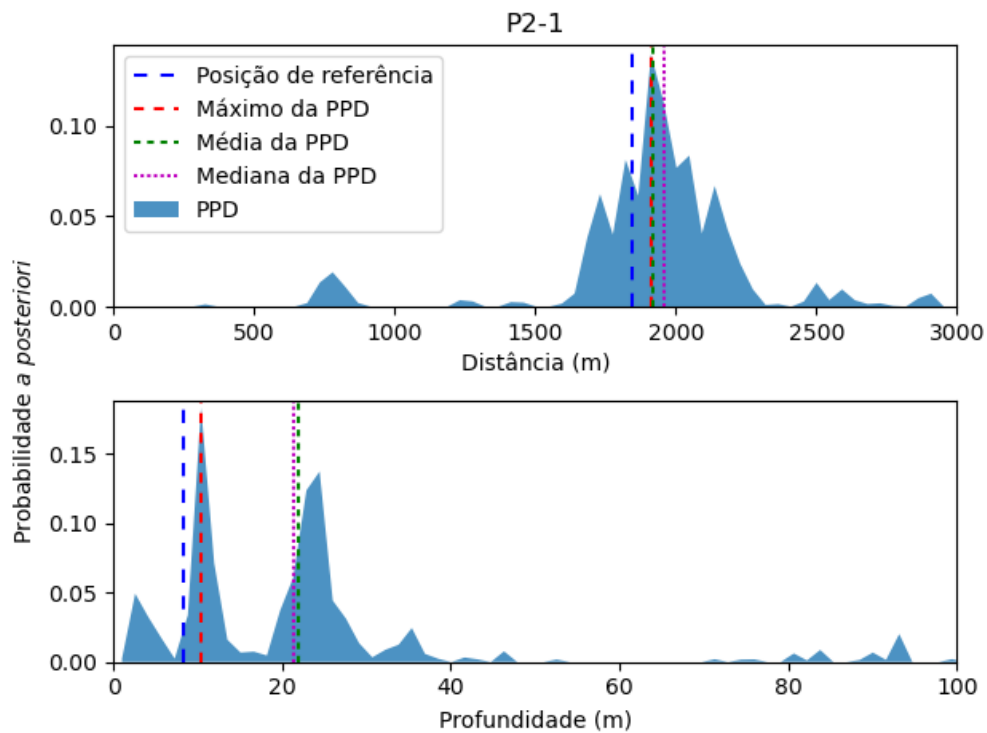 P2-1
Posição de referência
Máximo da PPD
Média da PPD
Mediana da PPD
PPD
0.10
0.05
0.00
0 500 1000 1500 2000 2500 3000
Distância (m)
Probabilidade a posteriori
0.15
0.10
0.05
0.00
0 20 40 60 80 100
Profundidade (m)